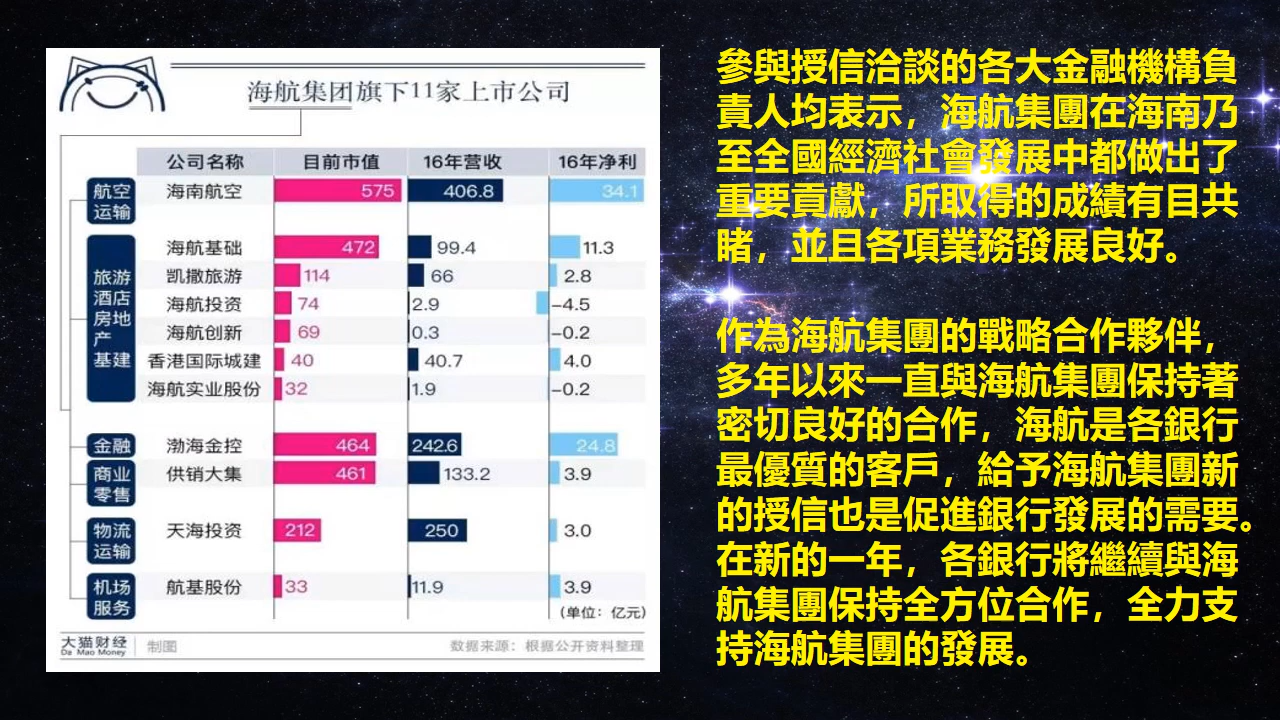 海航集团旗下11家上市公司
公司名称 目前市值 16年营收 16年净利
航空
运输
海南航空 575 406.8 34.1
旅游
酒店
房地
产
基建
海航基础 472 99.4 11.3
凯撒旅游 114 66 2.8
海航投资 74 2.9 –4.5
海航创新 69 0.3 –0.2
香港国际城建 40 40.7 4.0
海航实业股份 32 1.9 –0.2
金融 渤海金控 464 242.6 24.8
商业
零售
供销大集 461 133.2 3.9
物流
运输
天海投资 212 250 3.0
机场
服务
航基股份 33 11.9 3.9
(单位：亿元)
大猫财经
Da Mao Money
制图
数据来源：根据公开资料整理
參與授信洽談的各大金融機構負
責人均表示，海航集團在海南乃
至全國經濟社會發展中都做出了
重要貢獻，所取得的成績有目共
睹，並且各項業務發展良好。
作為海航集團的戰略合作夥伴，
多年以來一直與海航集團保持著
密切良好的合作，海航是各銀行
最優質的客戶，給予海航集團新
的授信也是促進銀行發展的需要。
在新的一年，各銀行將繼續與海
航集團保持全方位合作，全力支
持海航集團的發展。